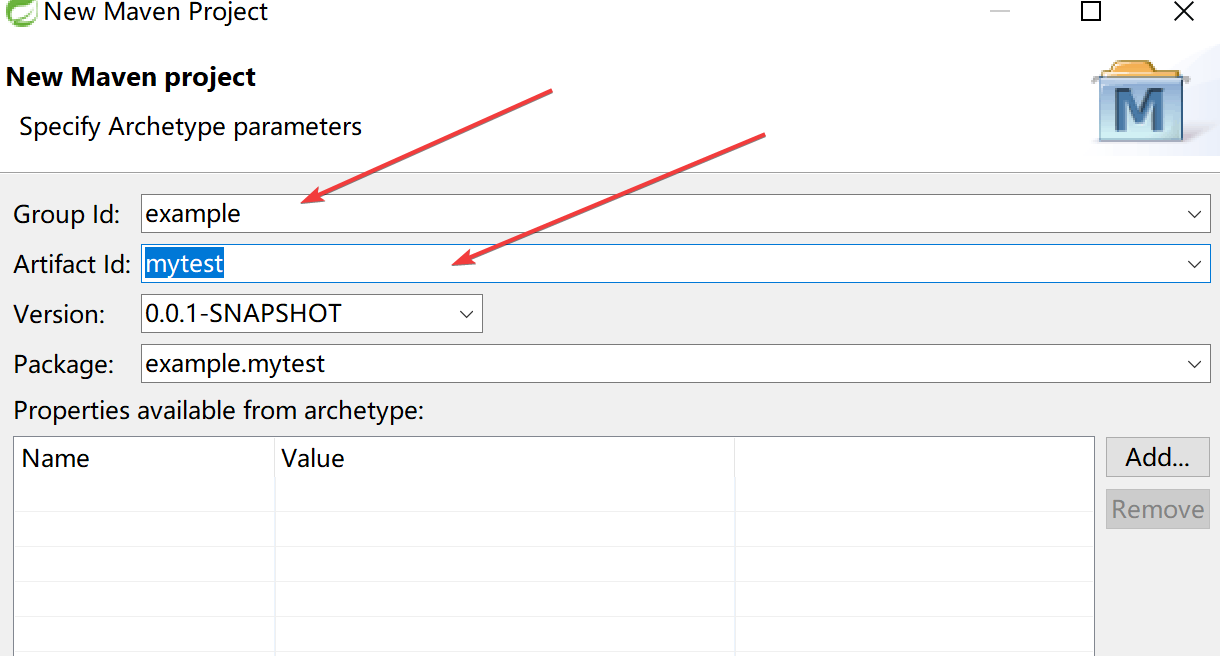 New Maven Project
New Maven project
Specify Archetype parameters
M
Group Id: example
Artifact Id: mytest
Version: 0.0.1-SNAPSHOT
Package: example.mytest
Properties available from archetype:
Name Value
Add...
Remove